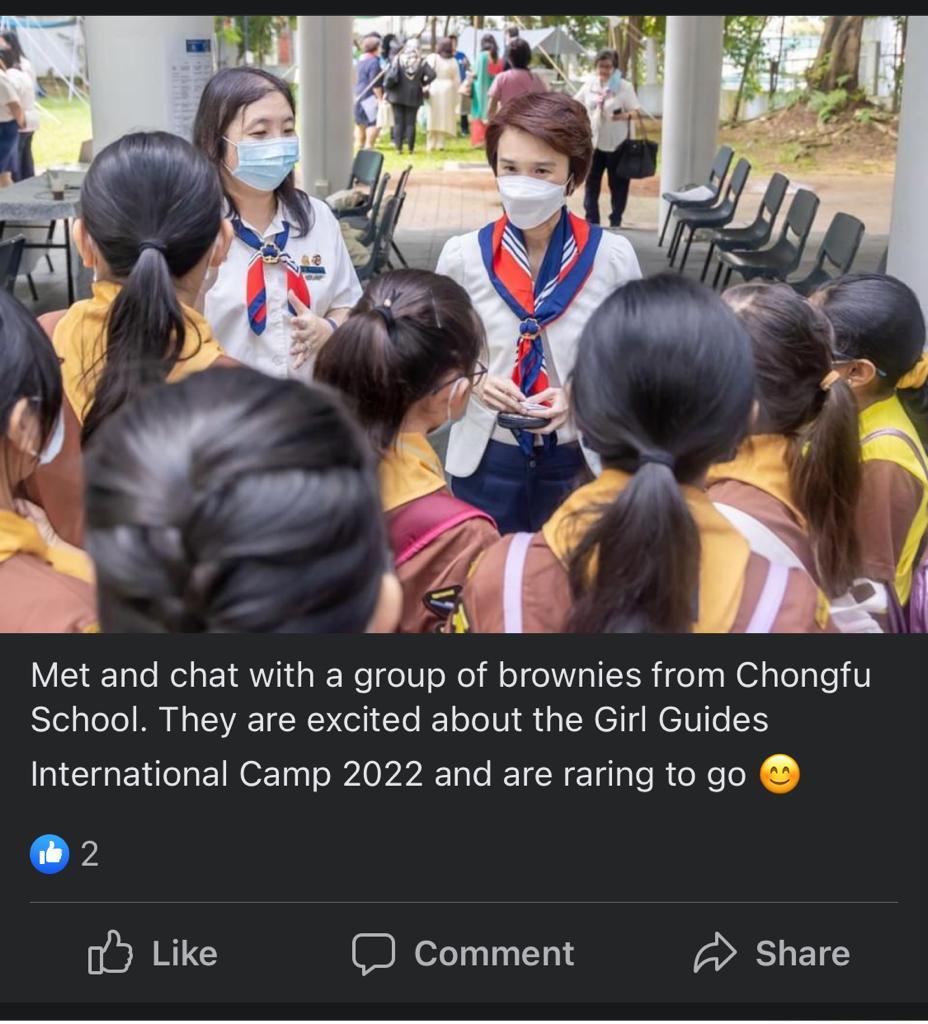 Met and chat with a group of brownies from Chongfu
School. They are excited about the Girl Guides
International Camp 2022 and are raring to go 😊
2
Like
Comment
Share